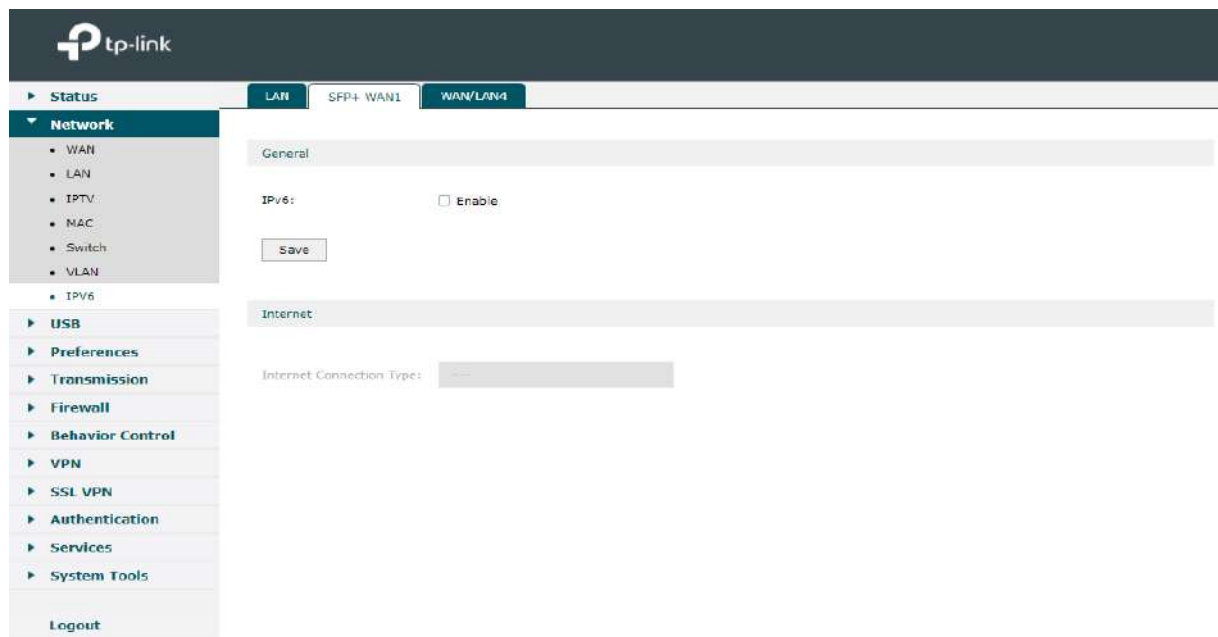 tp-link
Status
Network
WAN
LAN
IPTV
MAC
Switch
VLAN
IPV6
USB
Preferences
Transmission
Firewall
Behavior Control
VPN
SSL VPN
Authentication
Services
System Tools
Logout
LAN SFP+ WAN1 WAN/LAN4
General
IPv6: Enable
Save
Internet
Internet Connection Type: ----